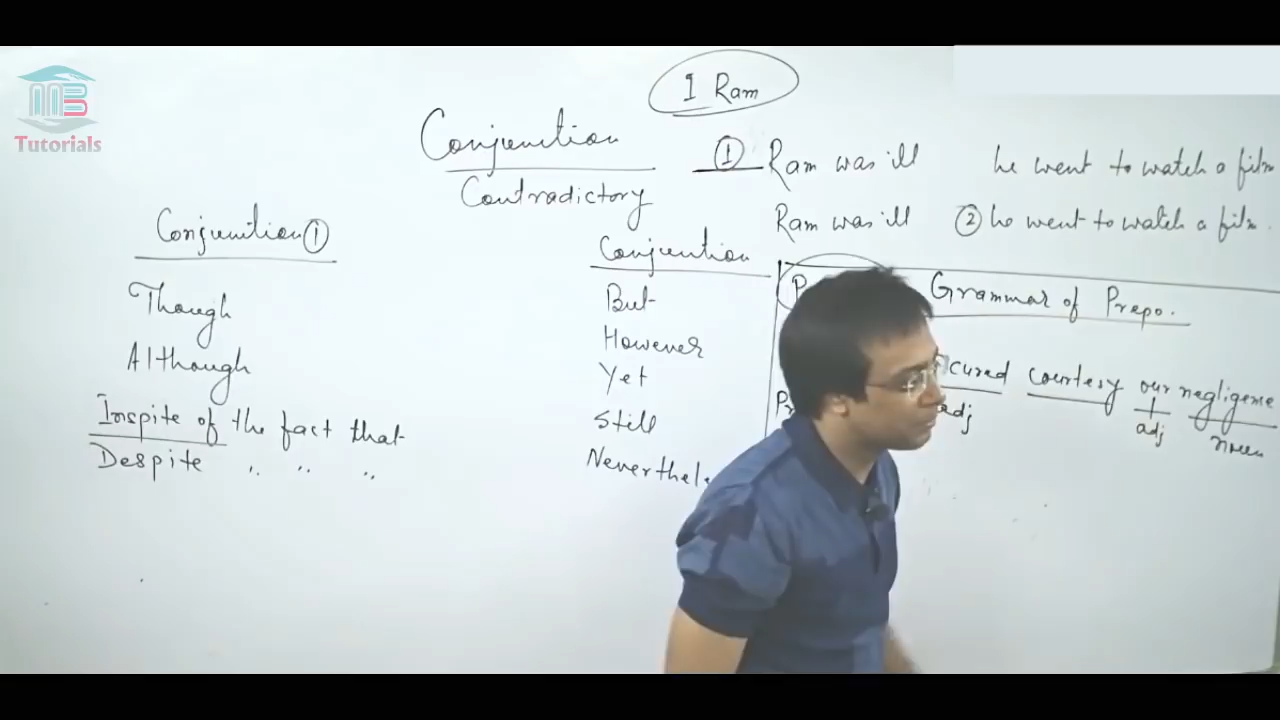 MB
Tutorials
I Ram
Conjunction
Contradictory
① Ram was ill he went to watch a film
Ram was ill ② he went to watch a film.
Conjunction ①
Though
Although
Inspite of the fact that
Despite " " "
Conjunction
But
However
Yet
Still
Grammar of Prepo.
courtesy our negligence
adj
adj
noun